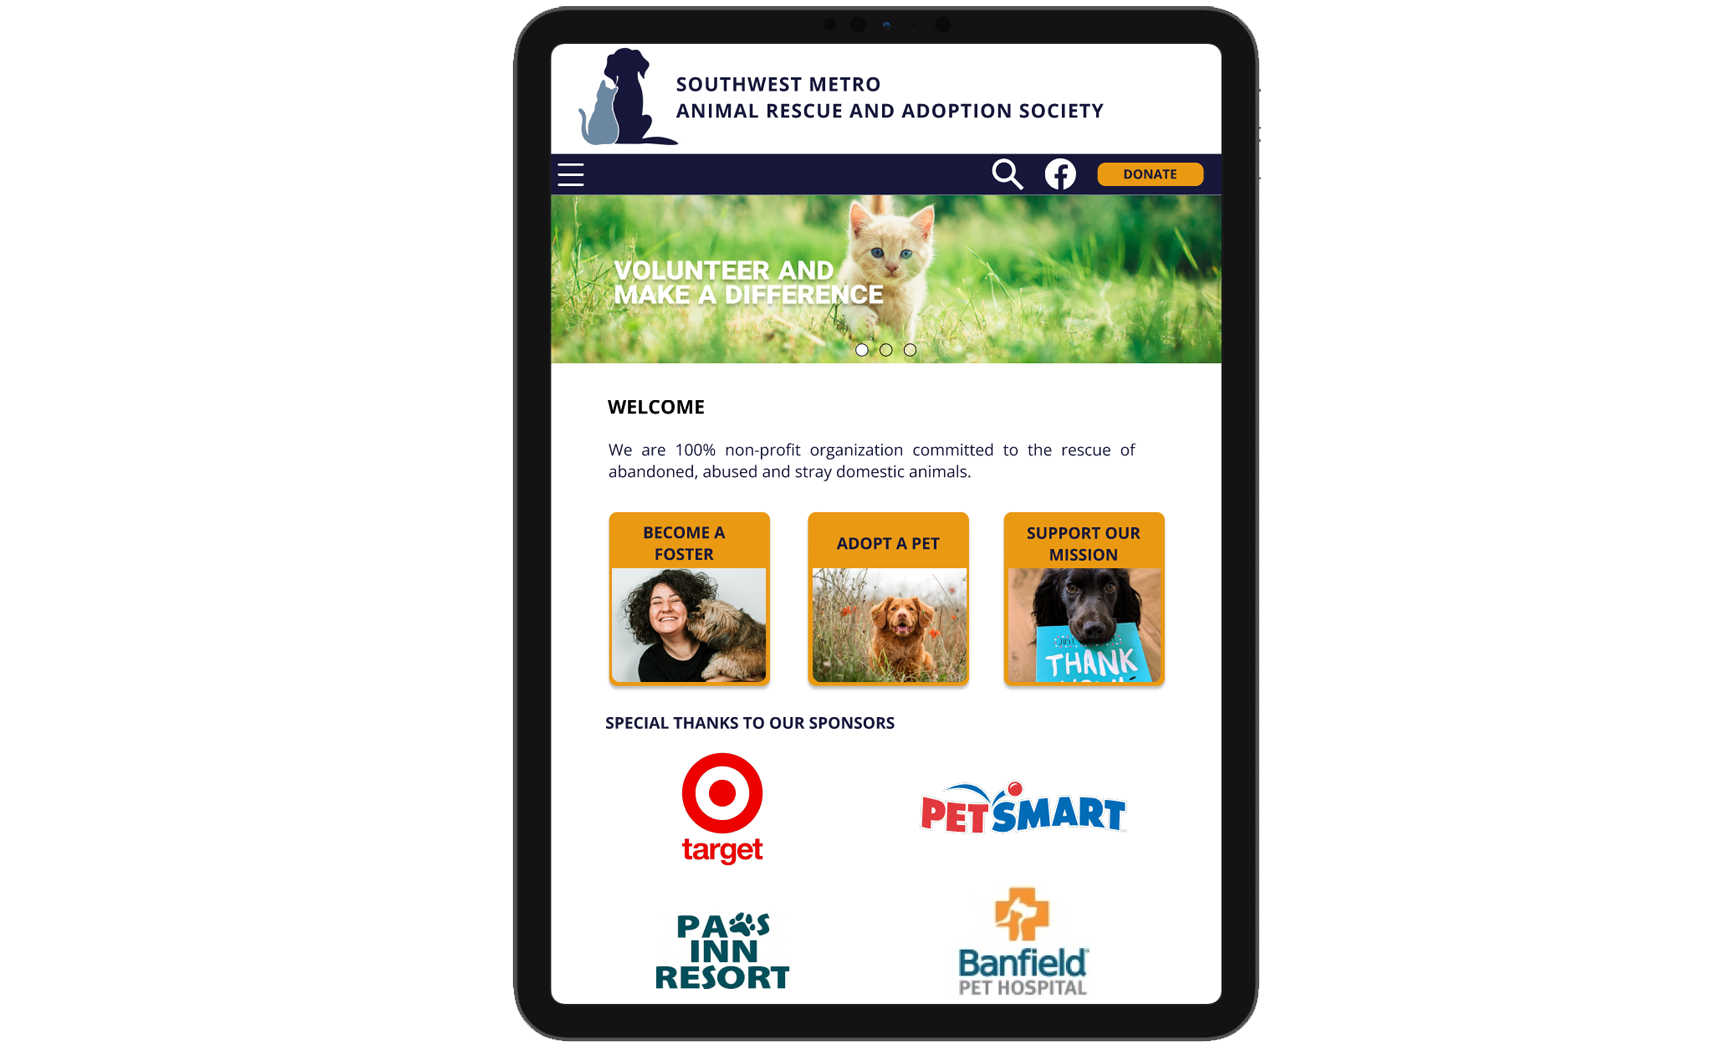 SOUTHWEST METRO
ANIMAL RESCUE AND ADOPTION SOCIETY
DONATE
VOLUNTEER AND
MAKE A DIFFERENCE
WELCOME
We are 100% non-profit organization committed to the rescue of
abandoned, abused and stray domestic animals.
BECOME A
FOSTER
ADOPT A PET
SUPPORT OUR
MISSION
JUST
THANK
SPECIAL THANKS TO OUR SPONSORS
target
PETSMART
PAWS
INN
RESORT
Banfield
PET HOSPITAL